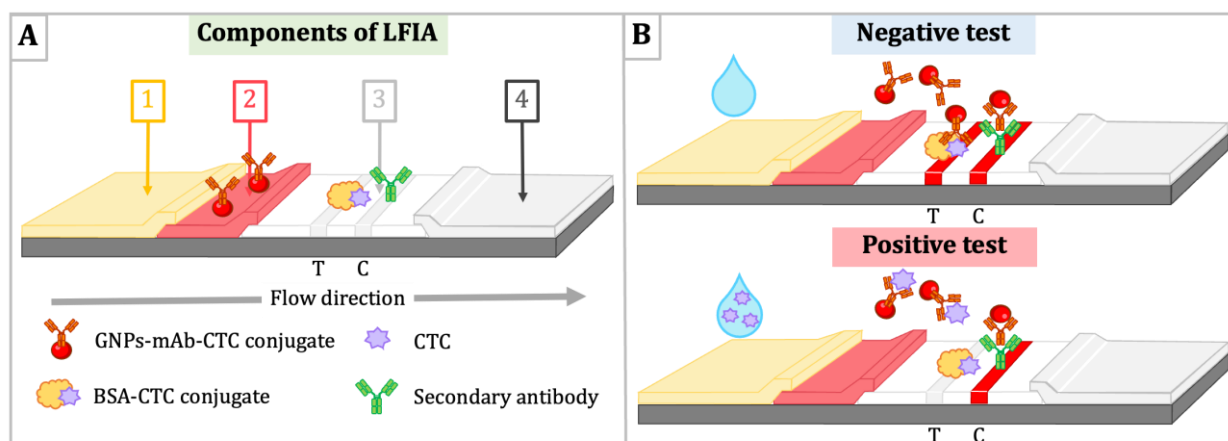 A
Components of LFIA
1
2
3
4
T C
Flow direction
GNPs-mAb-CTC conjugate
CTC
BSA-CTC conjugate
Secondary antibody
B
Negative test
T C
Positive test
T C